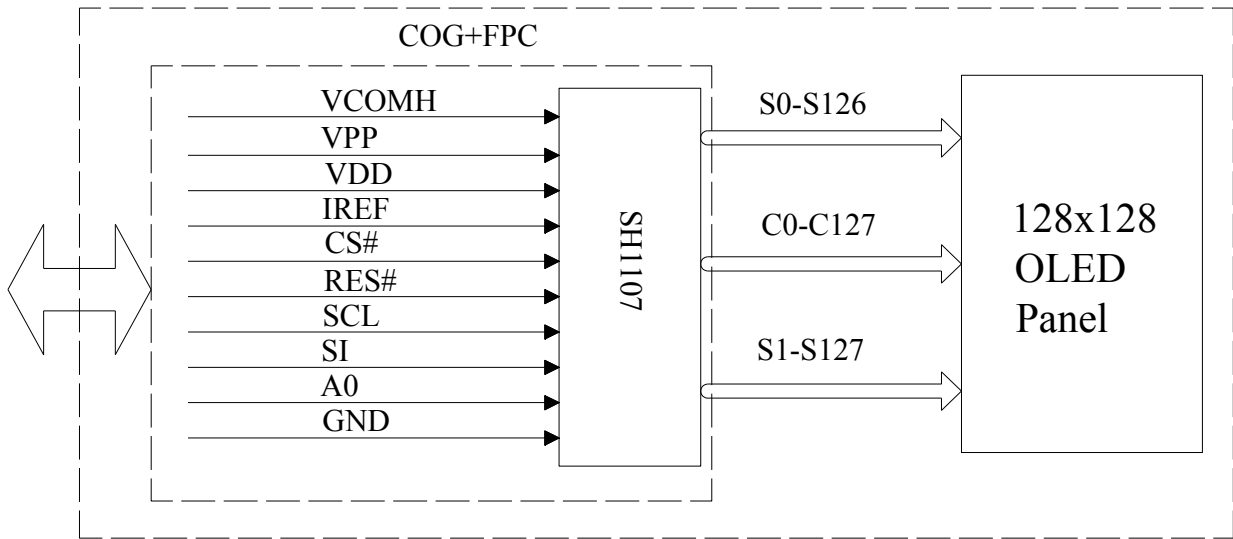 COG+FPC
VCOMH
VPP
VDD
IREF
CS#
RES#
SCL
SI
A0
GND
SH1107
S0-S126
C0-C127
S1-S127
128x128
OLED
Panel